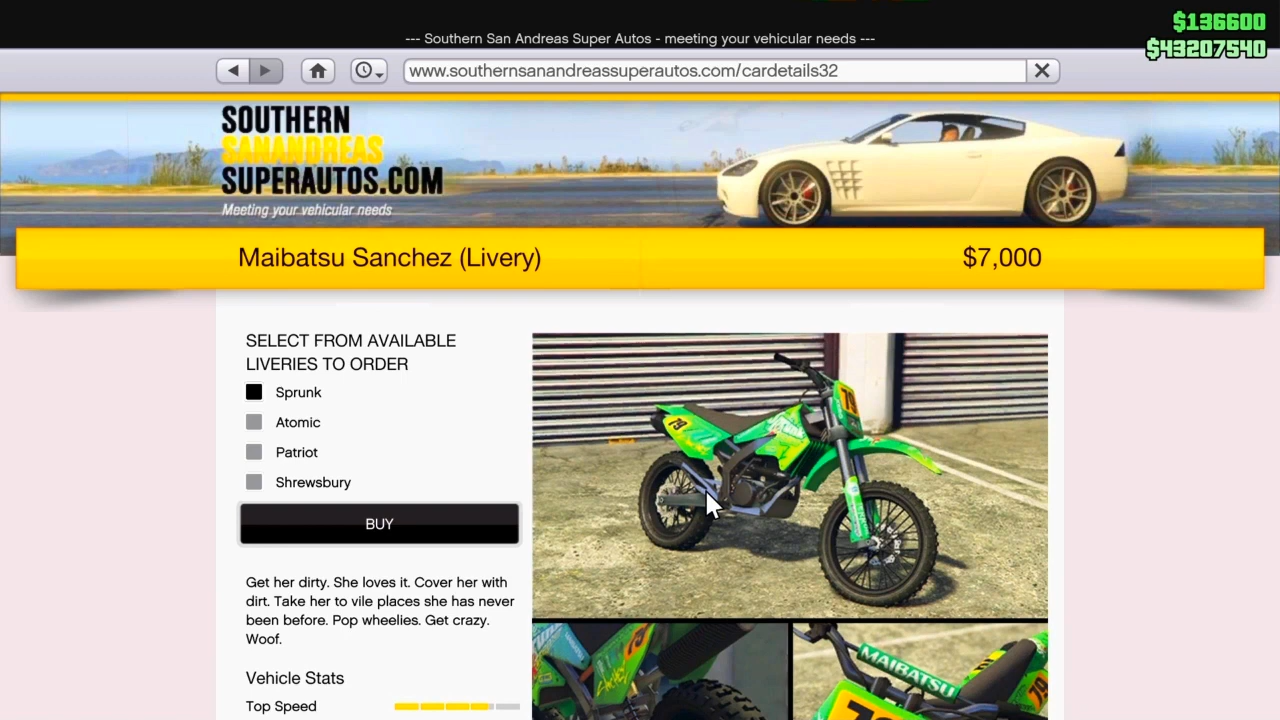 $136600
--- Southern San Andreas Super Autos - meeting your vehicular needs ---
$43207540
www.southernsanandreassuperautos.com/cardetails32
SOUTHERN
SANANDREAS
SUPERAUTOS.COM
Meeting your vehicular needs
Maibatsu Sanchez (Livery)
$7,000
SELECT FROM AVAILABLE
LIVERIES TO ORDER
Sprunk
Atomic
Patriot
Shrewsbury
BUY
Get her dirty. She loves it. Cover her with
dirt. Take her to vile places she has never
been before. Pop wheelies. Get crazy.
Woof.
Vehicle Stats
Top Speed
79
79
MAIBATSU
79